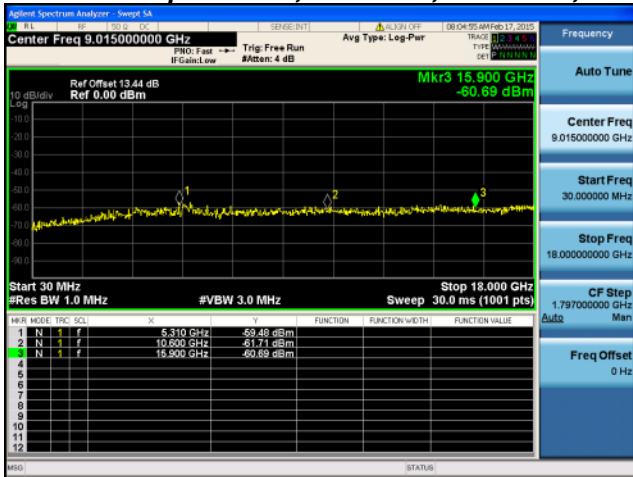 Agilent Spectrum Analyzer - Swept SA
RL RF 50 Ω DC SENSE:INT ALIGN OFF 08:04:55 AM Feb 17, 2015
Center Freq 9.015000000 GHz
PNO: Fast
IFGain:Low
Trig: Free Run
#Atten: 4 dB
Avg Type: Log-Pwr
TRACE 1 2 3 4 5 6
TYPE
DET P N N N N N
Ref Offset 13.44 dB
Ref 0.00 dBm
10 dB/div
Log
Mkr3 15.900 GHz
-60.69 dBm
-10.0
-20.0
-30.0
-40.0
-50.0
-60.0
-70.0
-80.0
-90.0
1
2
3
Start 30 MHz
Stop 18.000 GHz
#Res BW 1.0 MHz
#VBW 3.0 MHz
Sweep 30.0 ms (1001 pts)
MKR MODE TRC SCL X Y FUNCTION FUNCTION WIDTH FUNCTION VALUE
1 N 1 f 5.310 GHz -59.48 dBm
2 N 1 f 10.600 GHz -61.71 dBm
3 N 1 f 15.900 GHz -60.69 dBm
4
5
6
7
8
9
10
11
12
MSG
STATUS
Frequency
Auto Tune
Center Freq
9.015000000 GHz
Start Freq
30.000000 MHz
Stop Freq
18.000000000 GHz
CF Step
1.797000000 GHz
Auto Man
Freq Offset
0 Hz